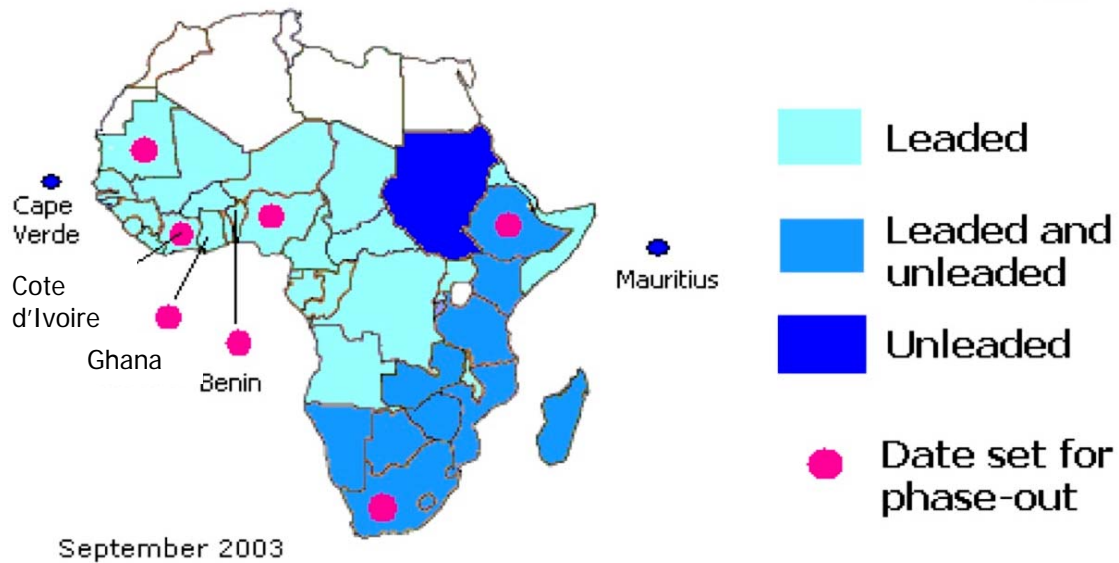 Cape
Verde
Cote
d'Ivoire
Ghana
Benin
Mauritius
September 2003
Leaded
Leaded and
unleaded
Unleaded
Date set for
phase-out